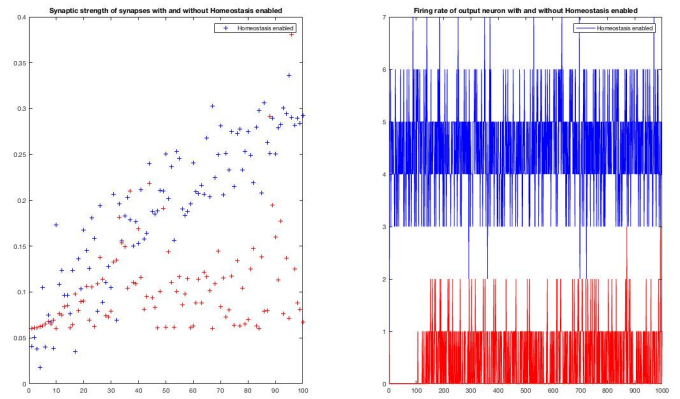 Synaptic strength of synapses with and without Homeostasis enabled
Homeostasis enabled
0.4
0.35
0.3
0.25
0.2
0.15
0.1
0.05
0
0 10 20 30 40 50 60 70 80 90 100
Firing rate of output neuron with and without Homeostasis enabled
Homeostasis enabled
7
6
5
4
3
2
1
0
0 100 200 300 400 500 600 700 800 900 1000